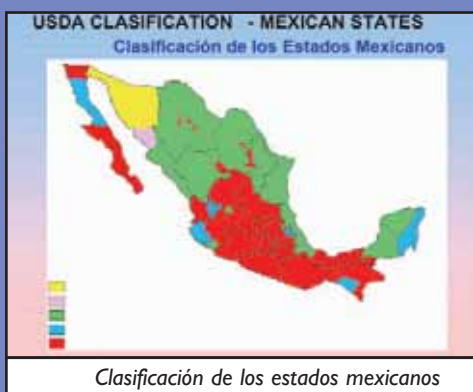 USDA CLASIFICATION - MEXICAN STATES
Clasificación de los Estados Mexicanos
Clasificación de los estados mexicanos